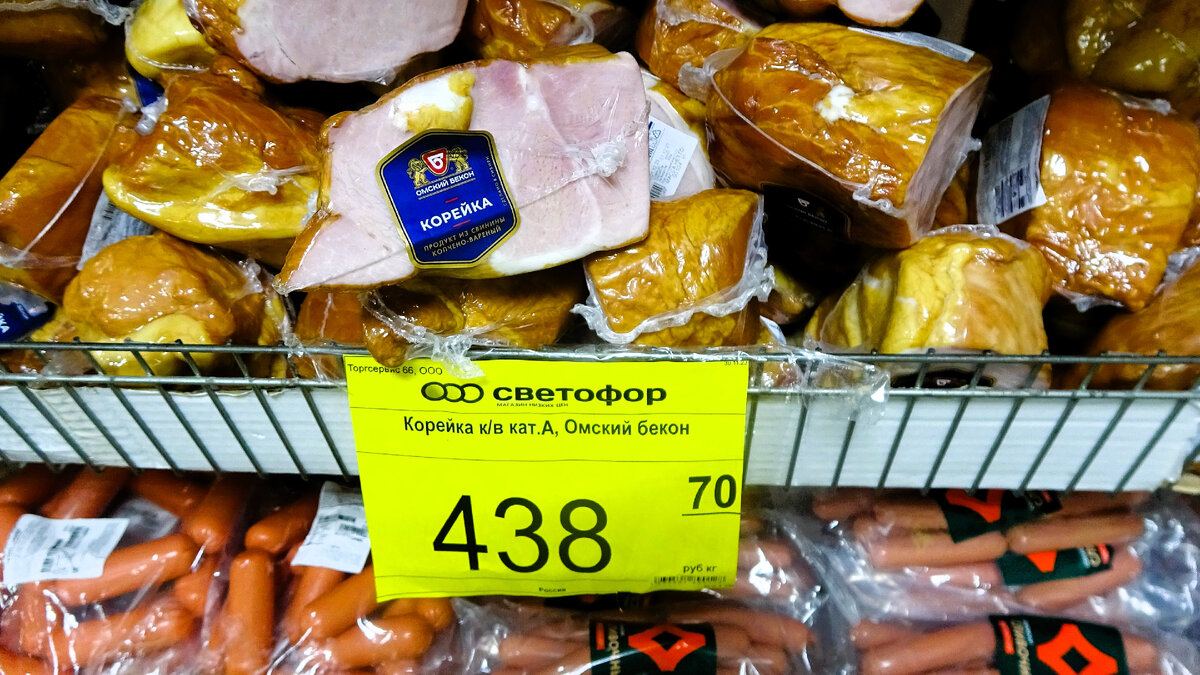 ОМСКИЙ БЕКОН
КОРЕЙКА
ПРОДУКТ ИЗ СВИНИНЫ
КОПЧЕНО-ВАРЕНЫЙ
Торгсервис 66, ООО
СВЕТОФОР
МАГАЗИН НИЗКИХ ЦЕН
Корейка к/в кат.А, Омский бекон
438
70
руб кг
Россия